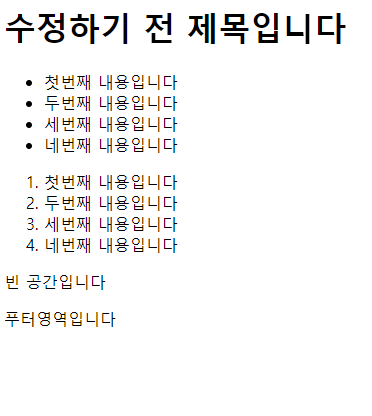 수정하기 전 제목입니다
• 첫번째 내용입니다
• 두번째 내용입니다
• 세번째 내용입니다
• 네번째 내용입니다
1. 첫번째 내용입니다
2. 두번째 내용입니다
3. 세번째 내용입니다
4. 네번째 내용입니다
빈 공간입니다
푸터영역입니다